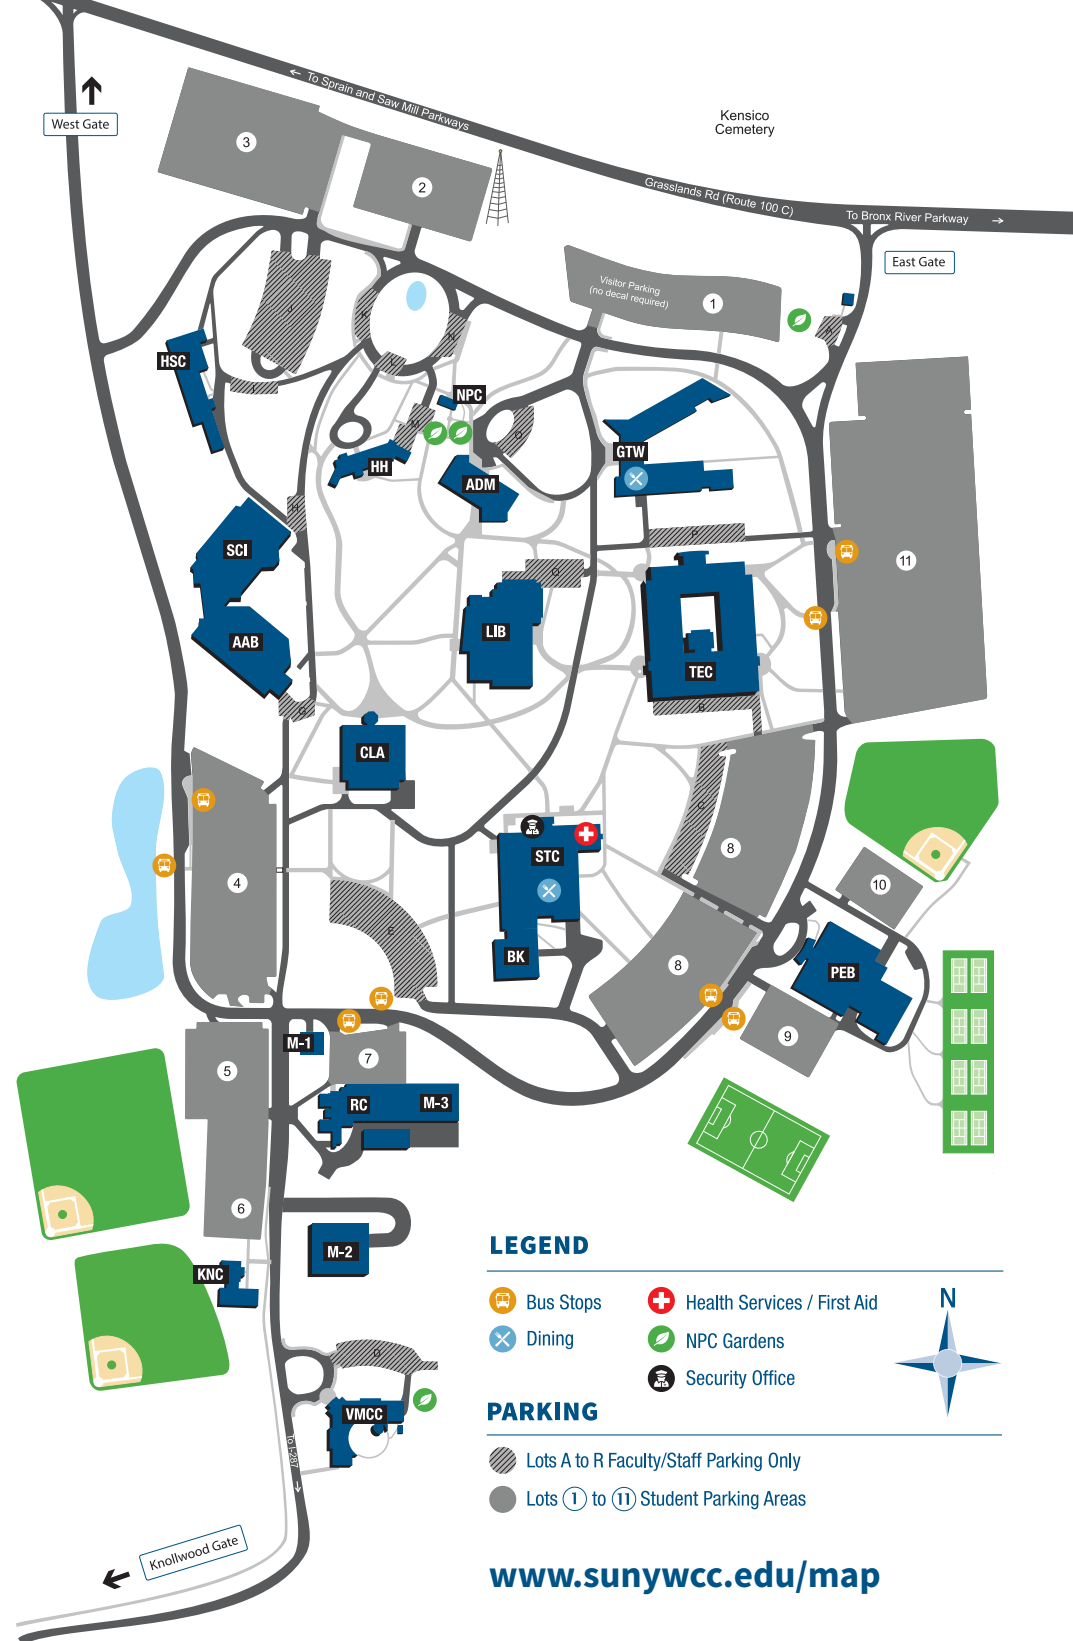 ← To Sprain and Saw Mill Parkways
Kensico
Cemetery
West Gate
3
2
Grasslands Rd (Route 100 C)
To Bronx River Parkway →
East Gate
Visitor Parking
(no decal required)
1
A
J
K
N
L
I
HSC
NPC
M
O
GTW
HH
ADM
H
P
SCI
Q
11
LIB
AAB
TEC
G
B
CLA
C
8
STC
4
10
E
BK
8
PEB
M-1
9
7
5
RC
M-3
6
M-2
KNC
D
VMCC
To I-287 →
Knollwood Gate
LEGEND
Bus Stops
Health Services / First Aid
Dining
NPC Gardens
Security Office
N
PARKING
Lots A to R Faculty/Staff Parking Only
Lots 1 to 11 Student Parking Areas
www.sunywcc.edu/map